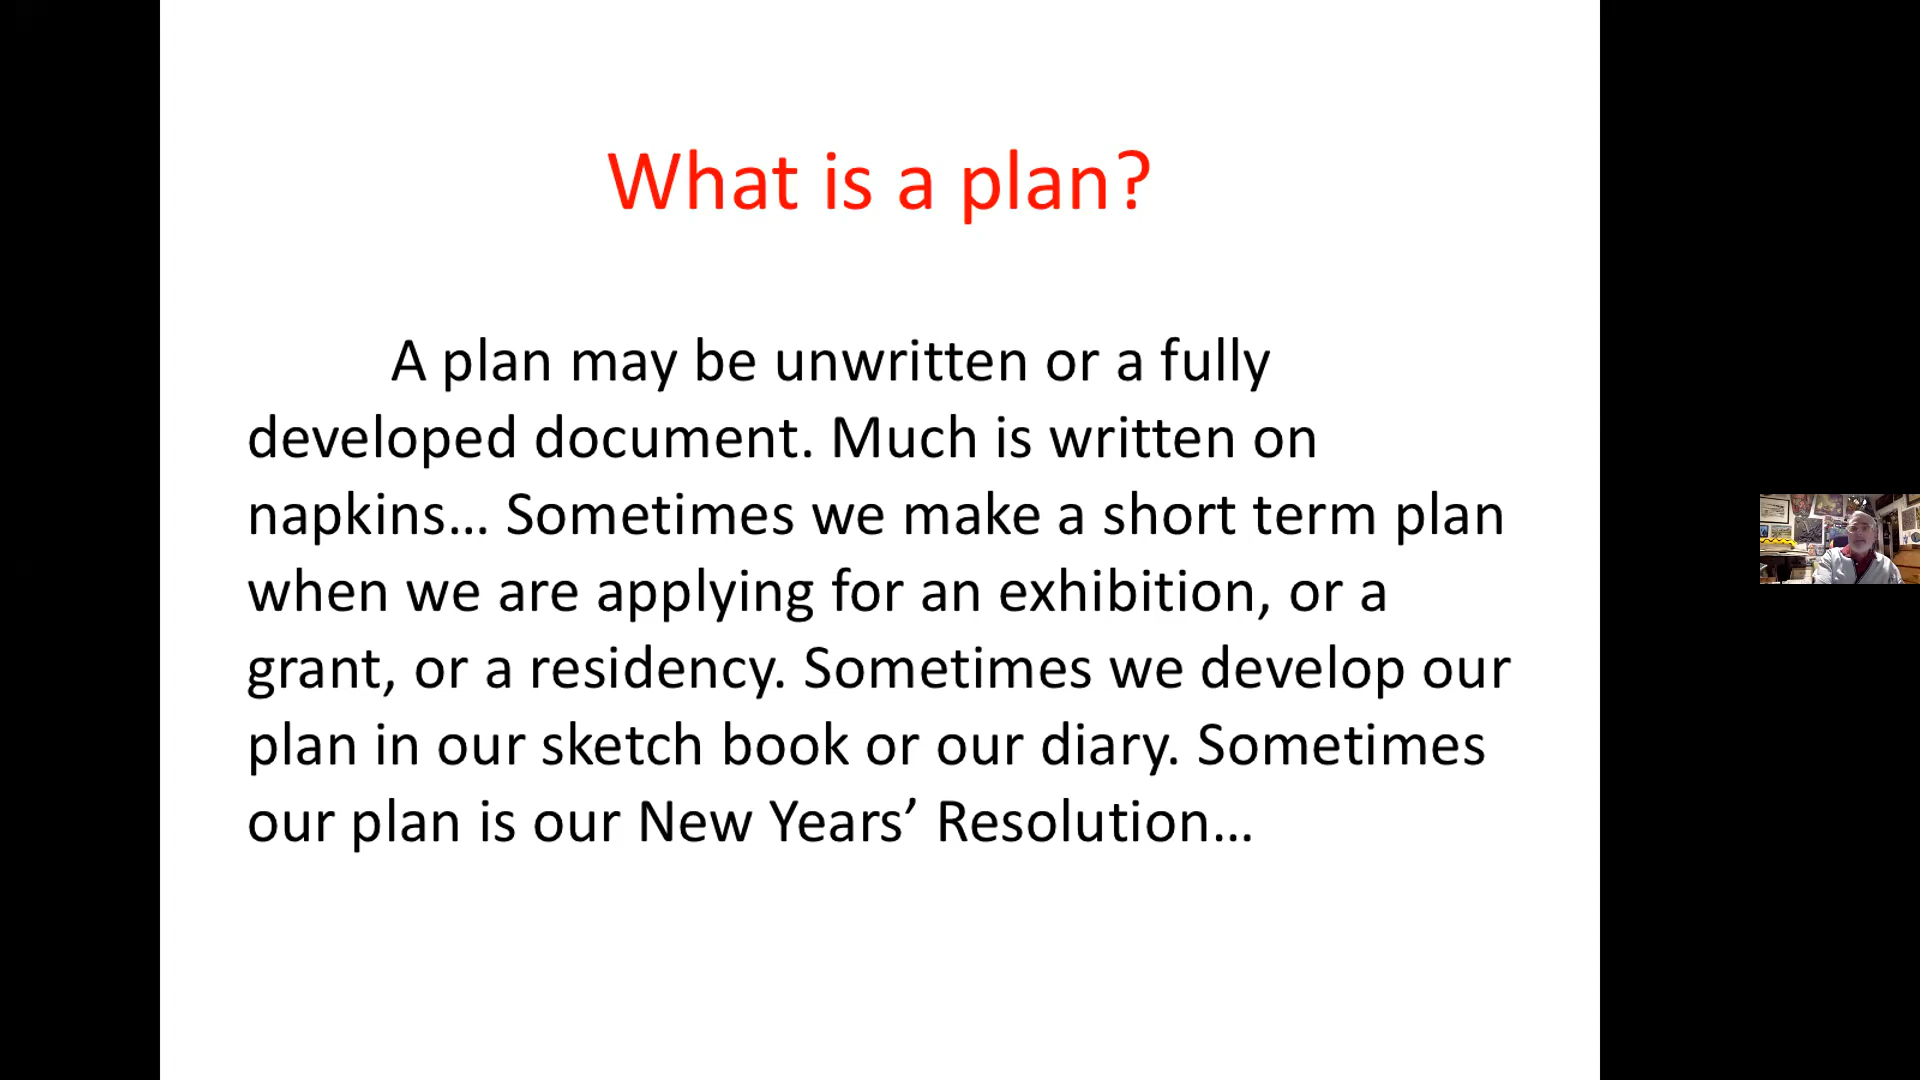 What is a plan?
A plan may be unwritten or a fully
developed document. Much is written on
napkins… Sometimes we make a short term plan
when we are applying for an exhibition, or a
grant, or a residency. Sometimes we develop our
plan in our sketch book or our diary. Sometimes
our plan is our New Years’ Resolution…